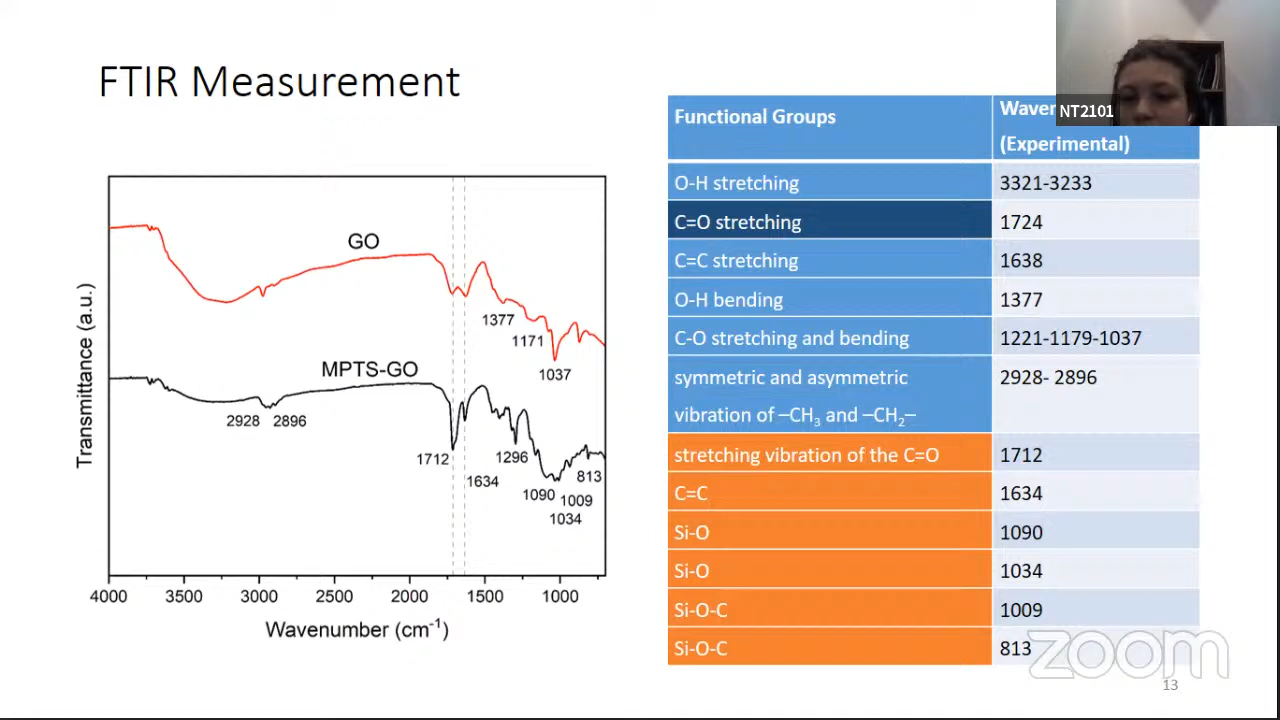 FTIR Measurement
NT2101
Functional Groups
(Experimental)
O-H stretching 3321-3233
C=O stretching 1724
C=C stretching 1638
O-H bending 1377
C-O stretching and bending 1221-1179-1037
symmetric and asymmetric 2928- 2896
vibration of –CH3 and –CH2–
stretching vibration of the C=O 1712
C=C 1634
Si-O 1090
Si-O 1034
Si-O-C 1009
Si-O-C 813
GO
1377
1171
1037
MPTS-GO
2928 2896
1712
1634
1296
1090
1034
1009
813
Transmittance (a.u.)
4000 3500 3000 2500 2000 1500 1000
Wavenumber (cm-1)
zoom
13